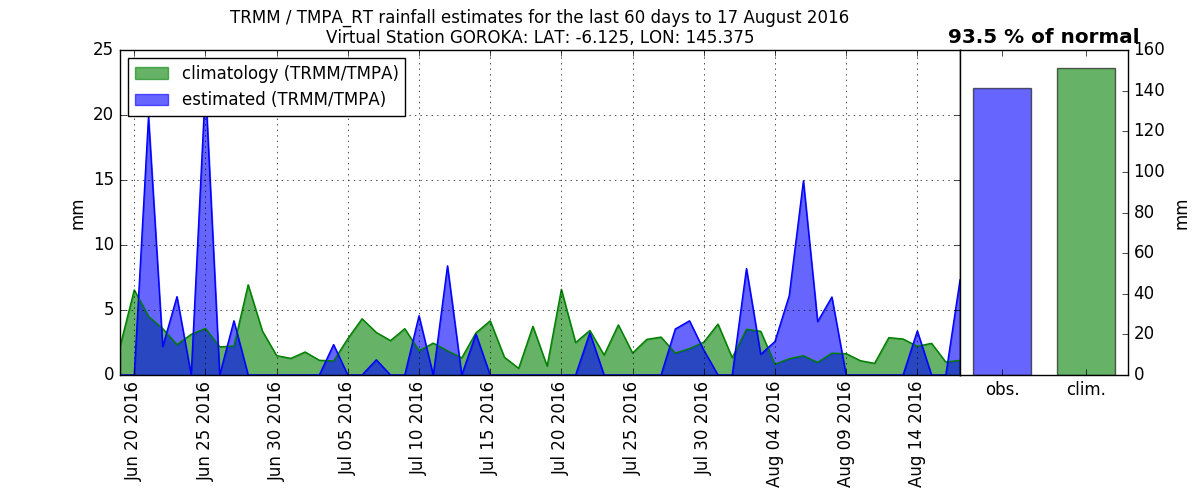 TRMM / TMPA_RT rainfall estimates for the last 60 days to 17 August 2016
Virtual Station GOROKA: LAT: -6.125, LON: 145.375
93.5 % of normal
climatology (TRMM/TMPA)
estimated (TRMM/TMPA)
25
20
15
10
5
0
mm
160
140
120
100
80
60
40
20
0
mm
Jun 20 2016
Jun 25 2016
Jun 30 2016
Jul 05 2016
Jul 10 2016
Jul 15 2016
Jul 20 2016
Jul 25 2016
Jul 30 2016
Aug 04 2016
Aug 09 2016
Aug 14 2016
obs.
clim.